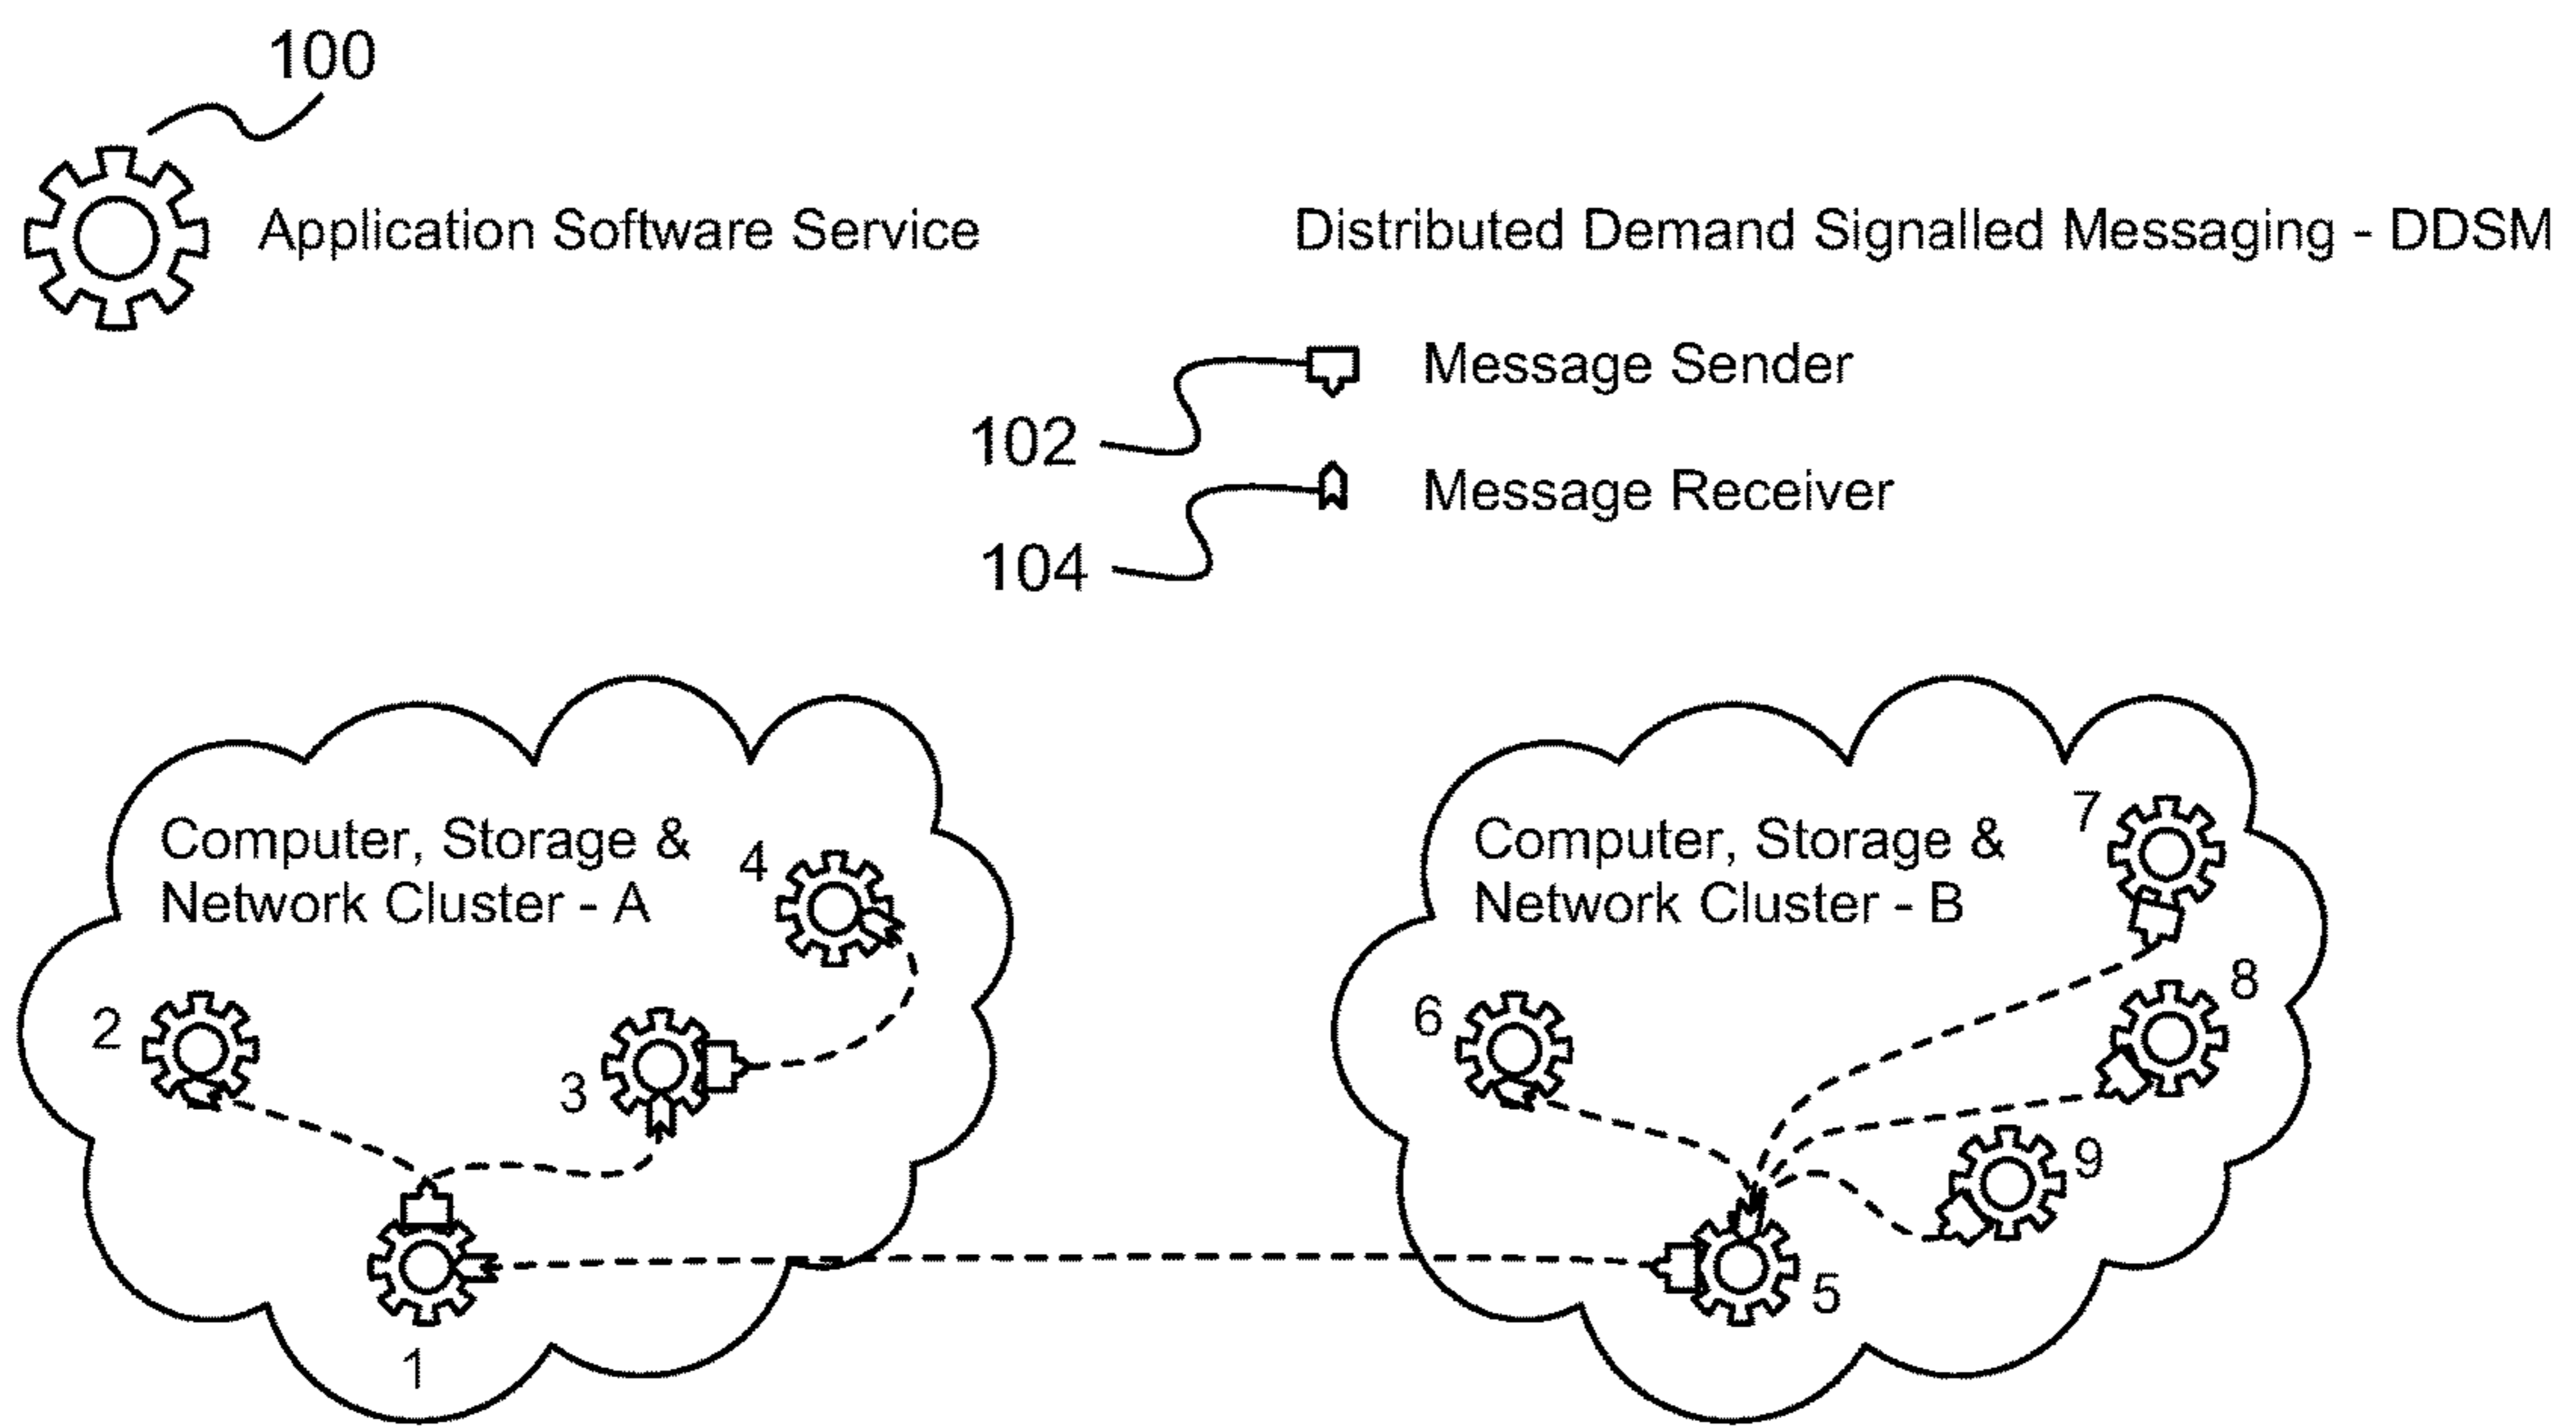 100
Application Software Service
Distributed Demand Signalled Messaging - DDSM
Message Sender
102
Message Receiver
104
Computer, Storage &
Network Cluster - A
4
2
3
1
Computer, Storage &
Network Cluster - B
7
8
6
9
5